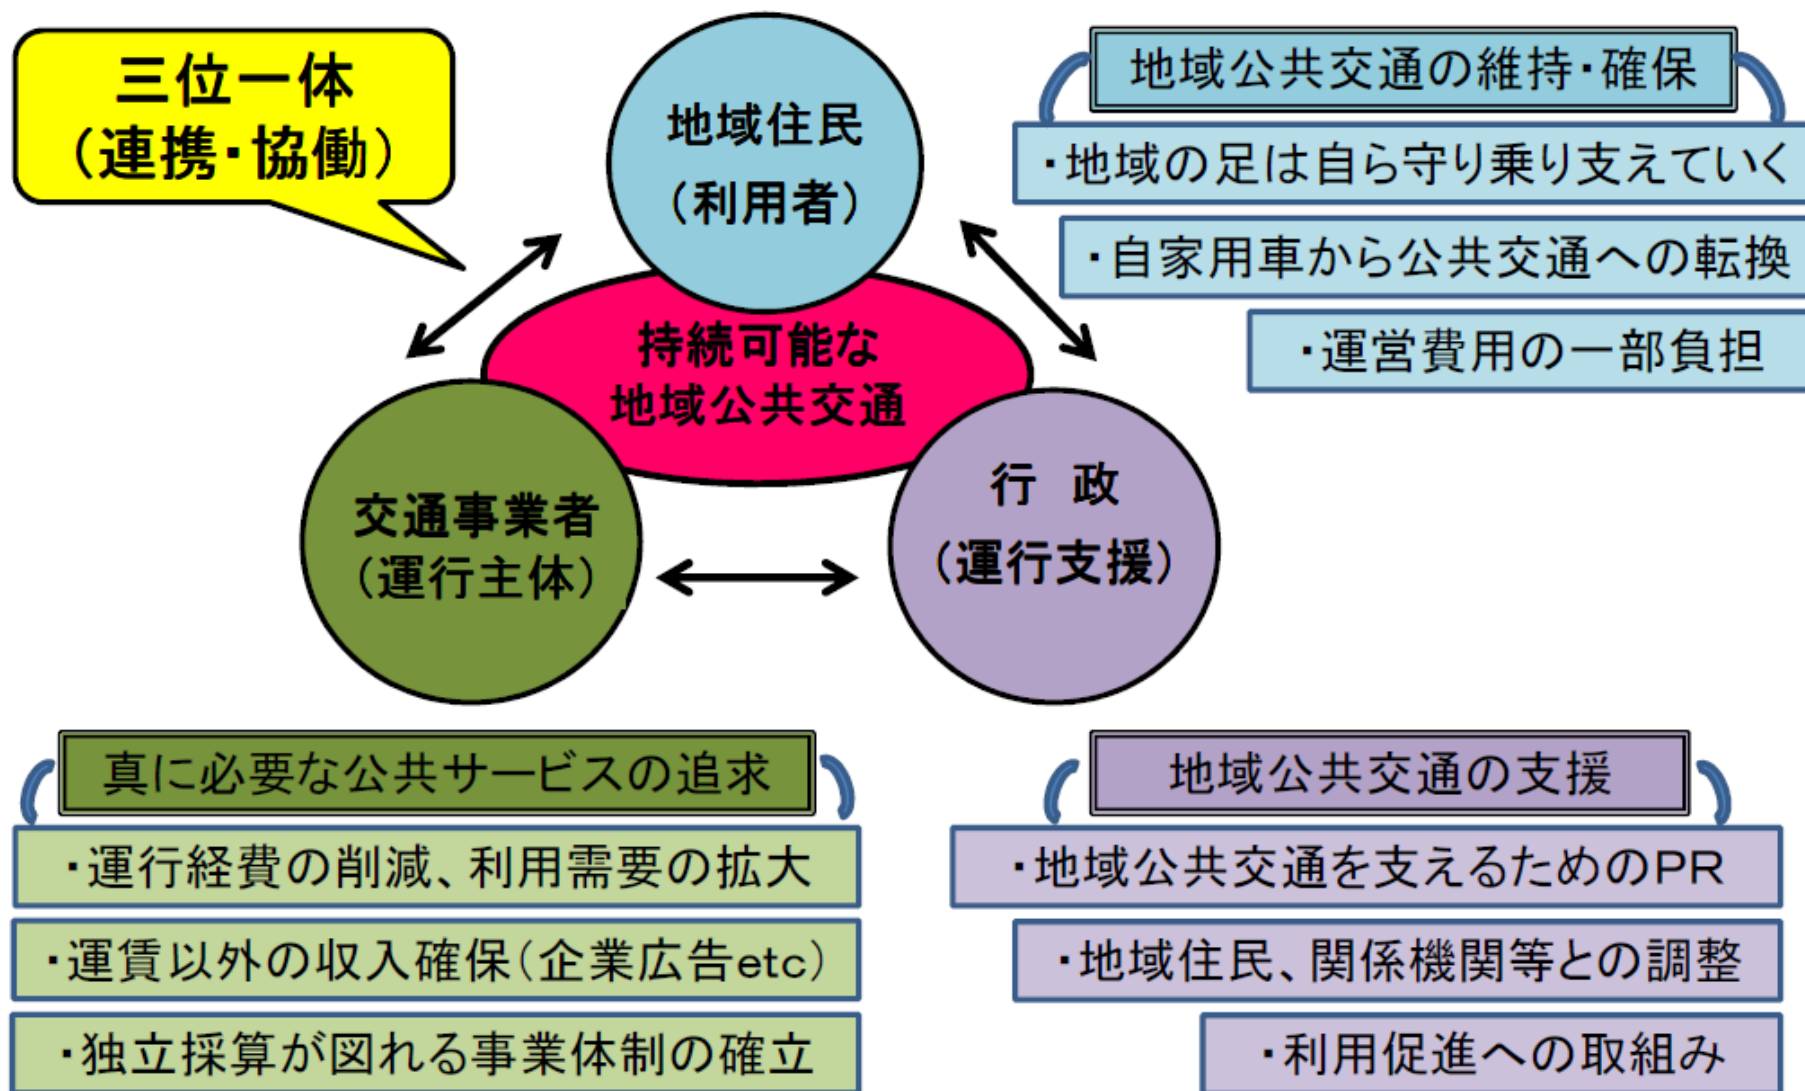 三位一体
（連携・協働）
地域住民
（利用者）
地域公共交通の維持・確保
・地域の足は自ら守り乗り支えていく
・自家用車から公共交通への転換
・運営費用の一部負担
持続可能な
地域公共交通
交通事業者
（運行主体）
行　政
（運行支援）
真に必要な公共サービスの追求
・運行経費の削減、利用需要の拡大
・運賃以外の収入確保（企業広告etc）
・独立採算が図れる事業体制の確立
地域公共交通の支援
・地域公共交通を支えるためのPR
・地域住民、関係機関等との調整
・利用促進への取組み